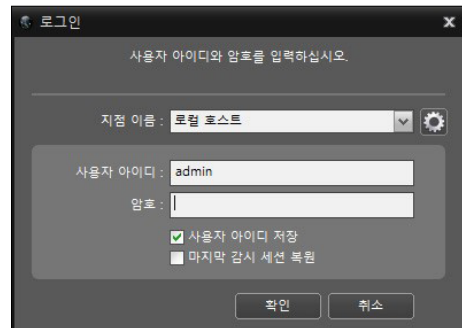 로그인
사용자 아이디와 암호를 입력하십시오.
지점 이름 : 로컬 호스트
사용자 아이디 : admin
암호 :
사용자 아이디 저장
마지막 감시 세션 복원
확인 취소